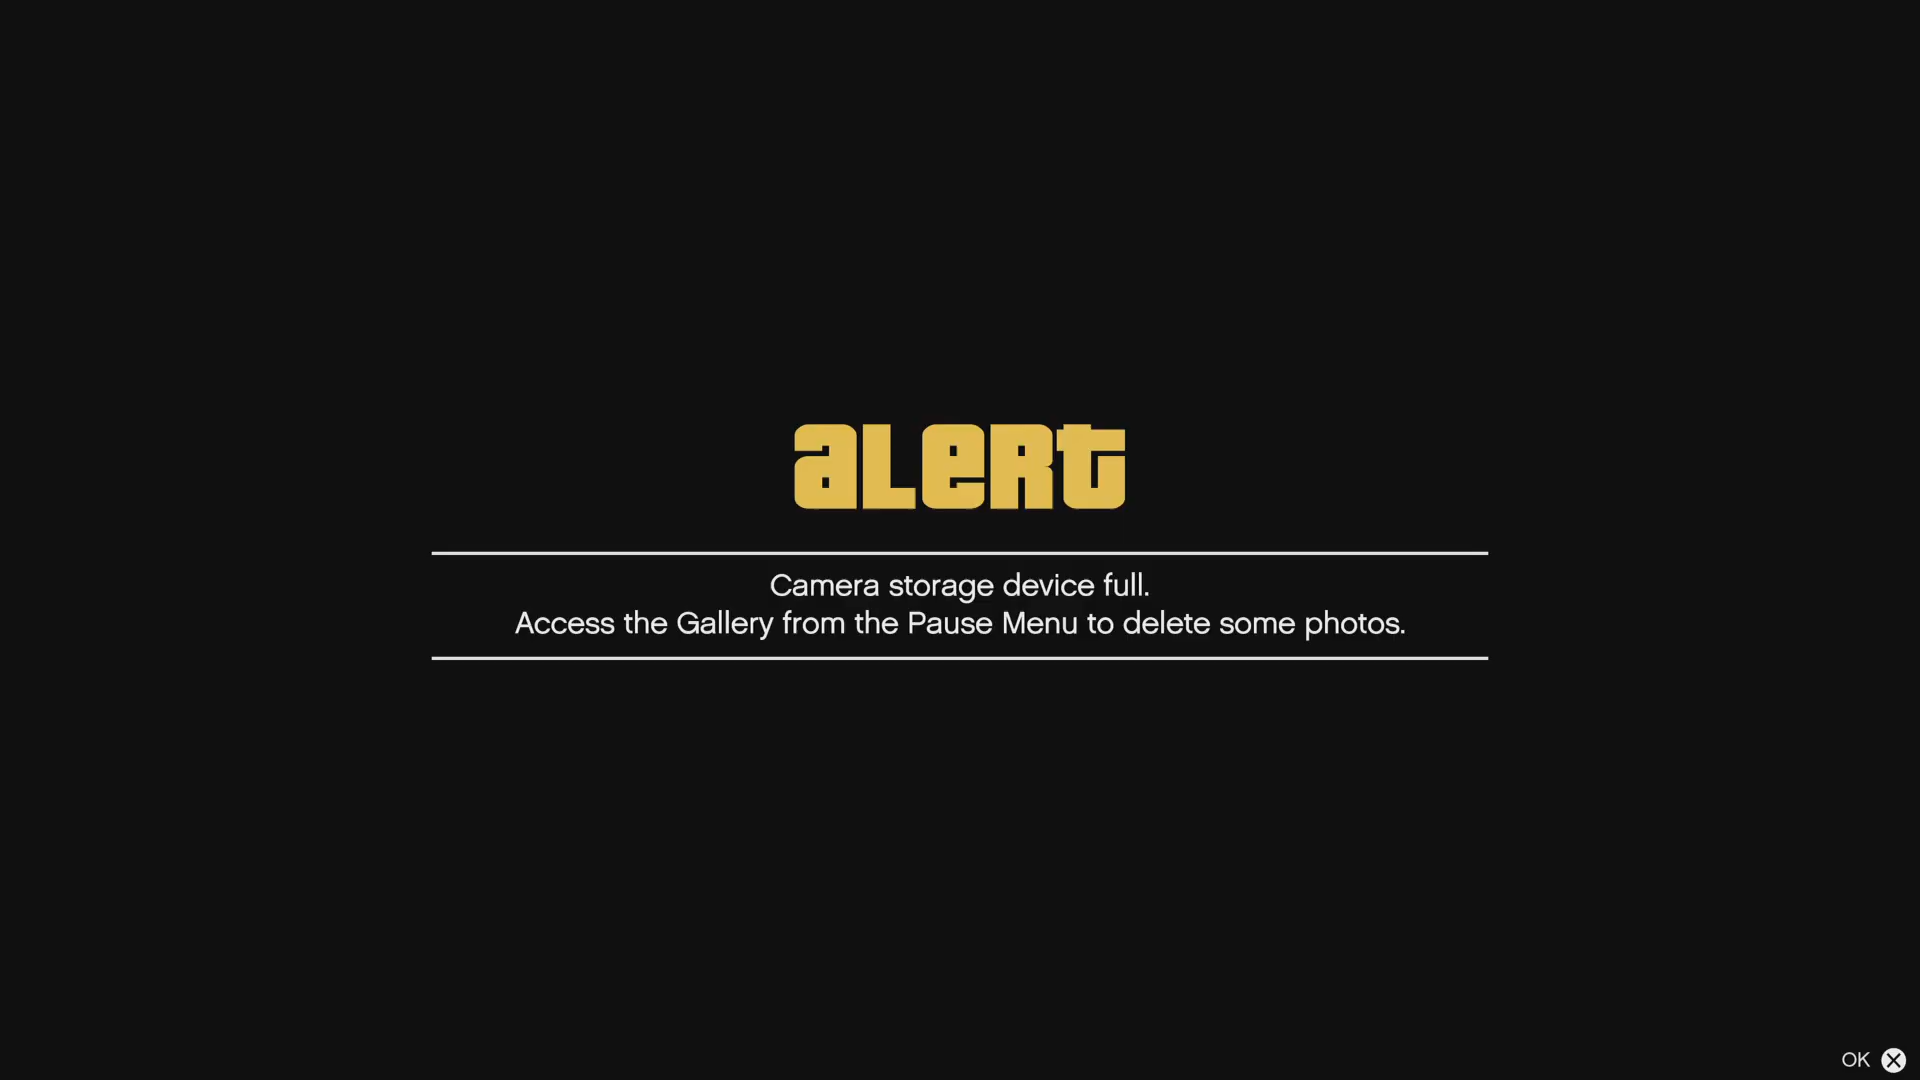 aLeRt
Camera storage device full.
Access the Gallery from the Pause Menu to delete some photos.
OK